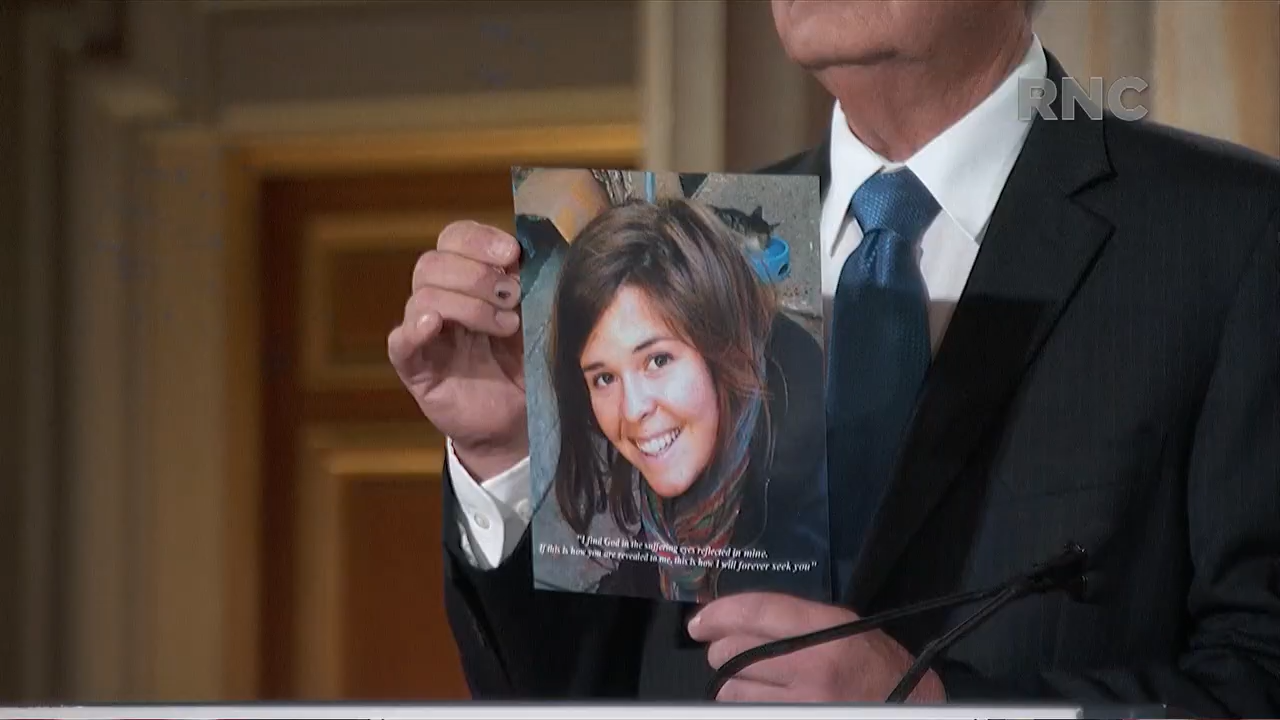 RNC
"I find God in the suffering eyes reflected in mine.
If this is how you are revealed to me, this is how I will forever seek you"